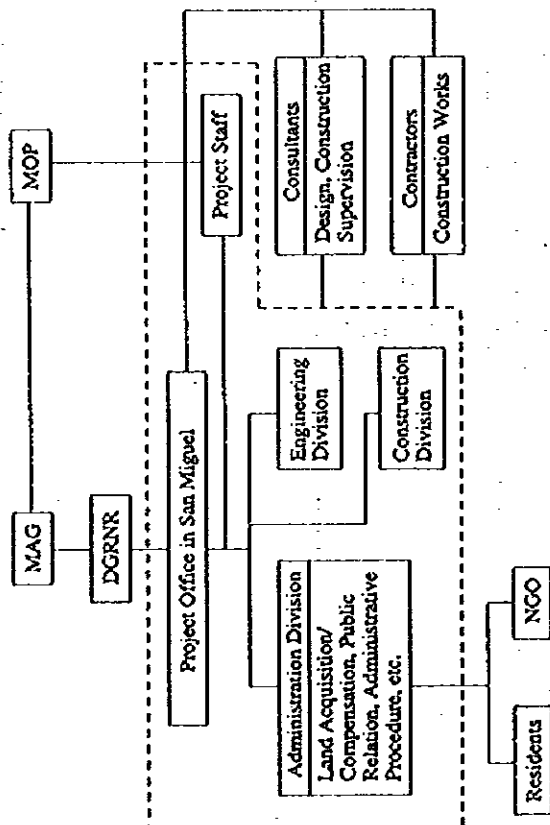 MAG
MOP
DGRNR
Project Office in San Miguel
Project Staff
Administration Division
Land Acquisition/
Compensation, Public
Relation, Administrative
Procedure, etc.
Engineering
Division
Construction
Division
Consultants
Design, Construction
Supervision
Contractors
Construction Works
Residents
NGO